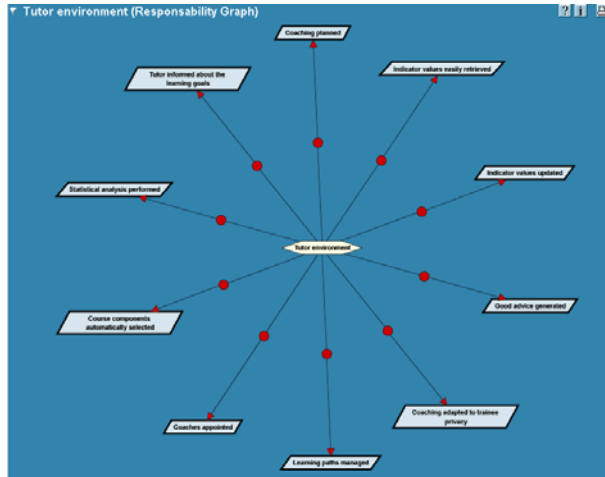 Tutor environment (Responsability Graph)
? i
Coaching planned
Tutor informed about the
learning goals
Indicator values easily retrieved
Statistical analysis performed
Indicator values updated
Tutor environment
Good advice generated
Course components
automatically selected
Coaching adapted to trainee
privacy
Coaches appointed
Learning paths managed